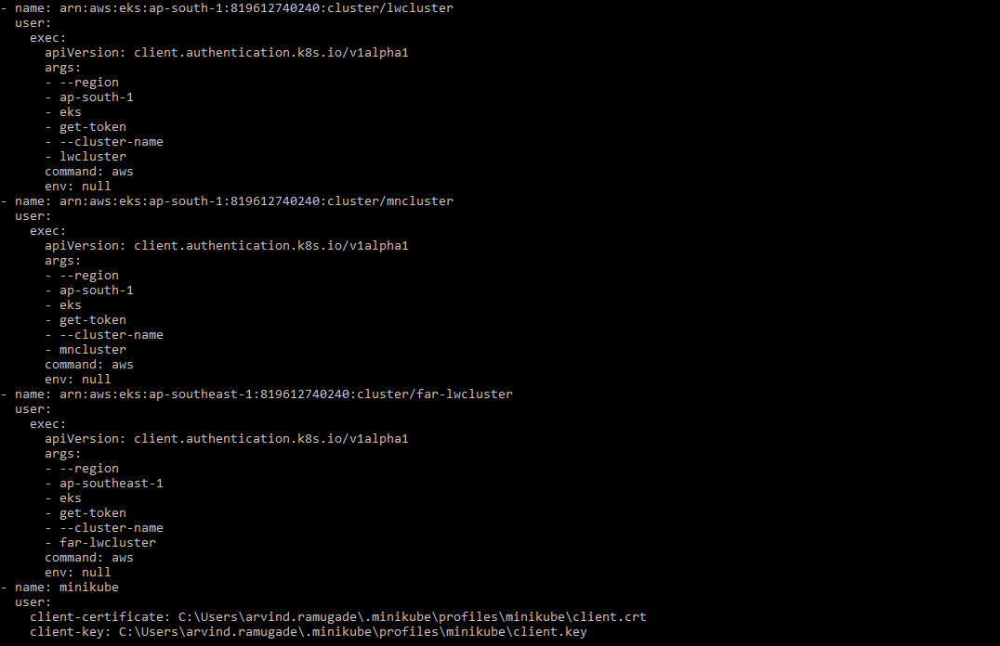 - name: arn:aws:eks:ap-south-1:819612740240:cluster/lwcluster
  user:
    exec:
      apiVersion: client.authentication.k8s.io/v1alpha1
      args:
      - --region
      - ap-south-1
      - eks
      - get-token
      - --cluster-name
      - lwcluster
      command: aws
      env: null
- name: arn:aws:eks:ap-south-1:819612740240:cluster/mncluster
  user:
    exec:
      apiVersion: client.authentication.k8s.io/v1alpha1
      args:
      - --region
      - ap-south-1
      - eks
      - get-token
      - --cluster-name
      - mncluster
      command: aws
      env: null
- name: arn:aws:eks:ap-southeast-1:819612740240:cluster/far-lwcluster
  user:
    exec:
      apiVersion: client.authentication.k8s.io/v1alpha1
      args:
      - --region
      - ap-southeast-1
      - eks
      - get-token
      - --cluster-name
      - far-lwcluster
      command: aws
      env: null
- name: minikube
  user:
    client-certificate: C:\Users\arvind.ramugade\.minikube\profiles\minikube\client.crt
    client-key: C:\Users\arvind.ramugade\.minikube\profiles\minikube\client.key